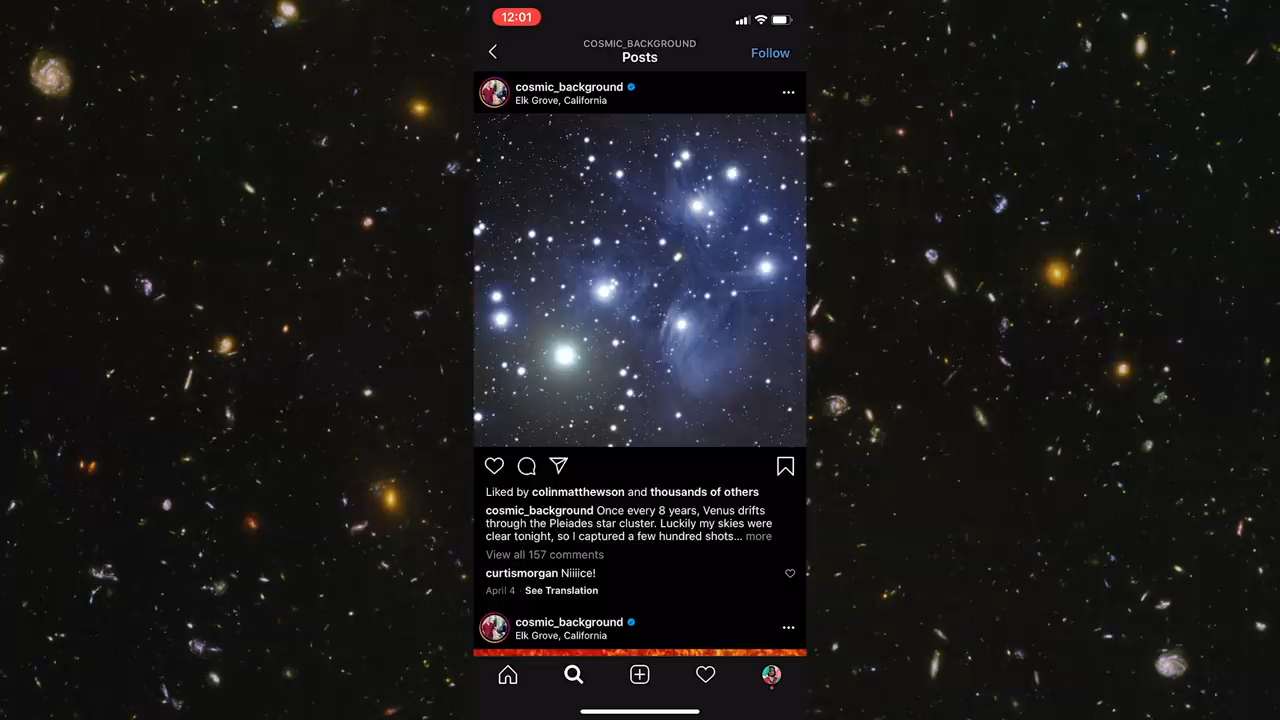 12:01
COSMIC_BACKGROUND
Posts
Follow
cosmic_background
Elk Grove, California
Liked by colinmatthewson and thousands of others
cosmic_background Once every 8 years, Venus drifts
through the Pleiades star cluster. Luckily my skies were
clear tonight, so I captured a few hundred shots... more
View all 157 comments
curtismorgan Niiiice!
April 4 · See Translation
cosmic_background
Elk Grove, California